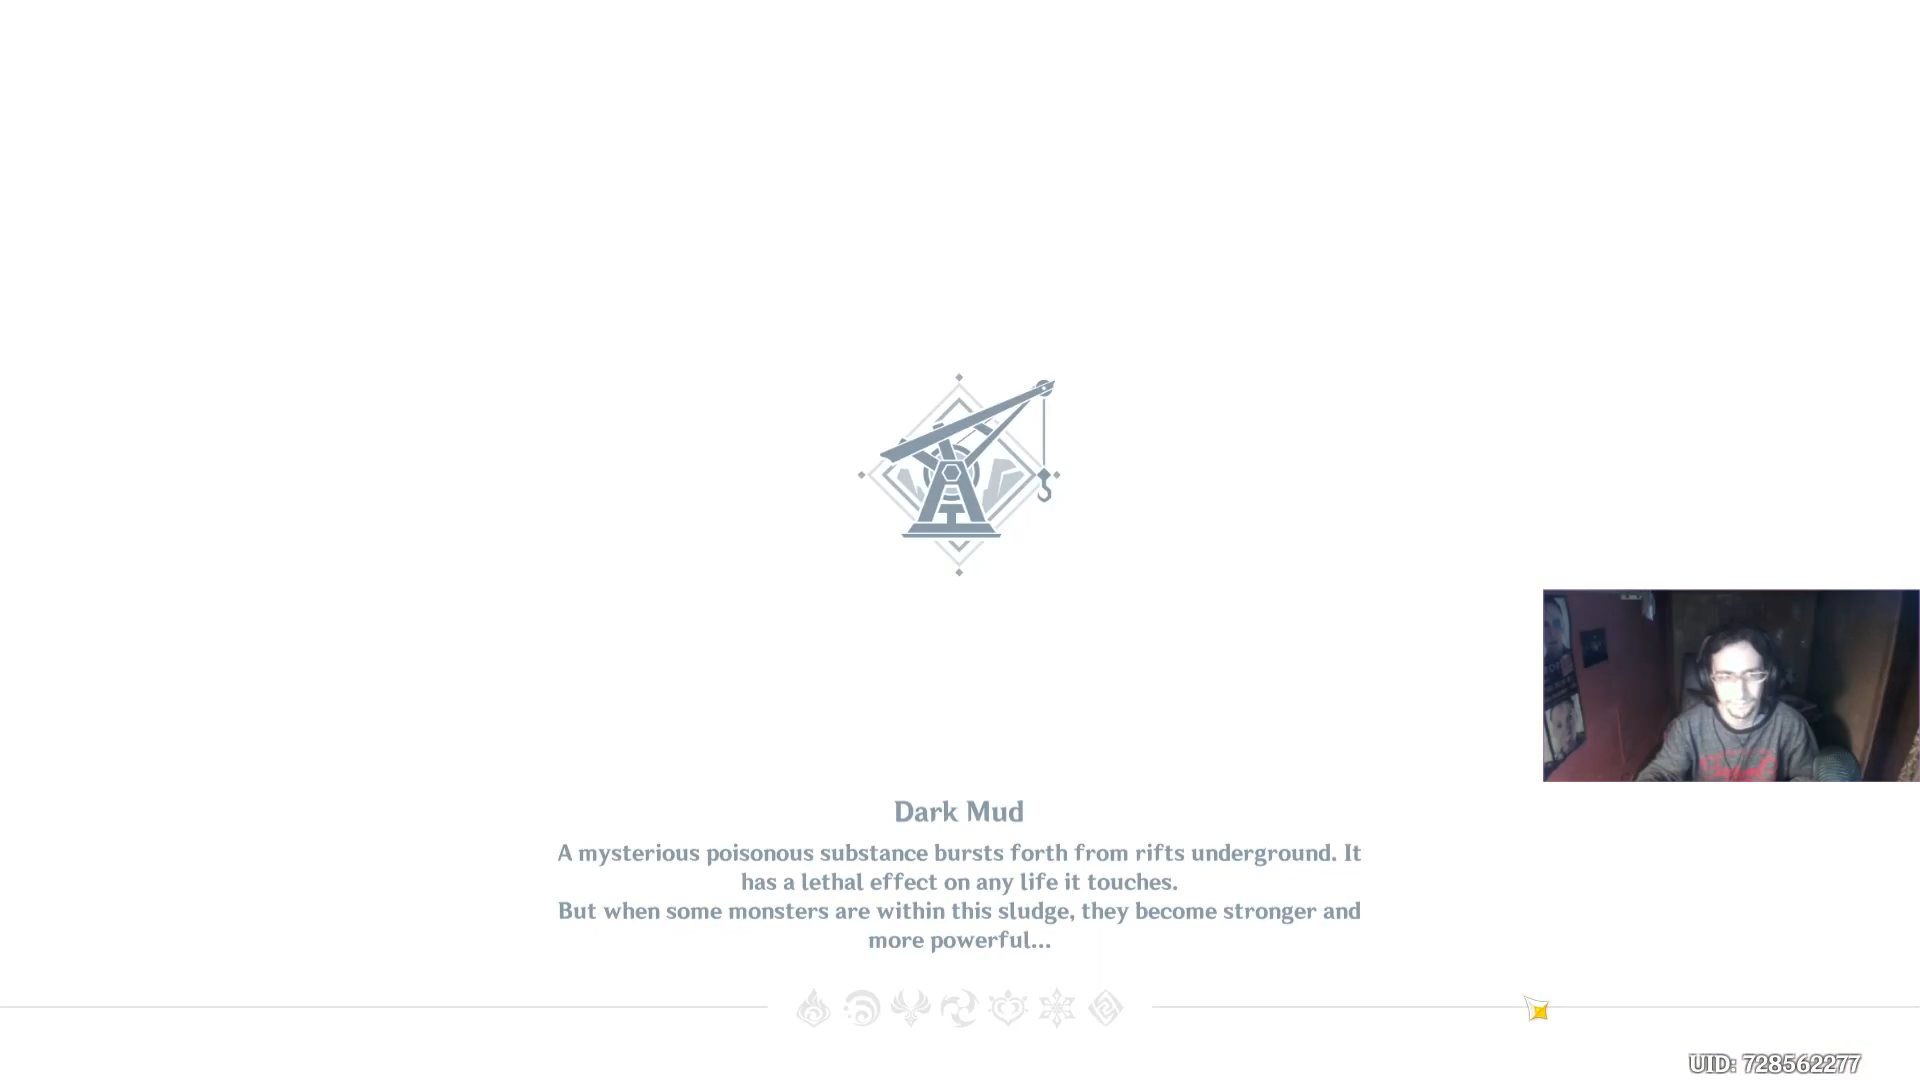 Dark Mud
A mysterious poisonous substance bursts forth from rifts underground. It
has a lethal effect on any life it touches.
But when some monsters are within this sludge, they become stronger and
more powerful...
UID: 728562277